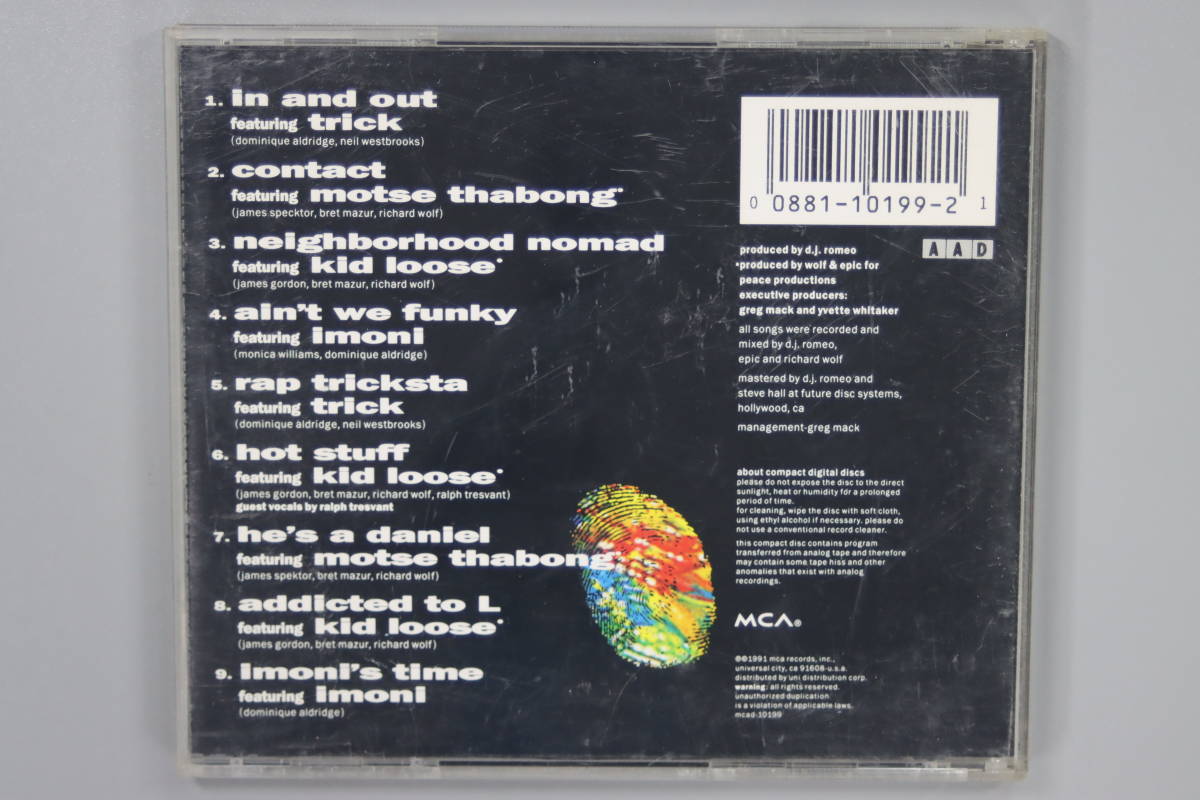 1. in and out
featuring trick
(dominique aldridge, neil westbrooks)
2. contact
featuring motse thabong•
(james specktor, bret mazur, richard wolf)
3. neighborhood nomad
featuring kid loose•
(james gordon, bret mazur, richard wolf)
4. ain't we funky
featuring imoni
(monica williams, dominique aldridge)
5. rap tricksta
featuring trick
(dominique aldridge, neil westbrooks)
6. hot stuff
featuring kid loose•
(james gordon, bret mazur, richard wolf, ralph tresvant)
guest vocals by ralph tresvant
7. he's a daniel
featuring motse thabong•
(james spektor, bret mazur, richard wolf)
8. addicted to L
featuring kid loose•
(james gordon, bret mazur, richard wolf)
9. imoni's time
featuring imoni
(dominique aldridge)
0 0881-10199-2 1
AAD
produced by d.j. romeo
•produced by wolf & epic for
peace productions
executive producers:
greg mack and yvette whitaker
all songs were recorded and
mixed by d.j. romeo,
epic and richard wolf
mastered by d.j. romeo and
steve hall at future disc systems,
hollywood, ca
management-greg mack
about compact digital discs
please do not expose the disc to the direct
sunlight, heat or humidity for a prolonged
period of time.
for cleaning, wipe the disc with soft cloth,
using ethyl alcohol if necessary. please do
not use a conventional record cleaner.
this compact disc contains program
transferred from analog tape and therefore
may contain some tape hiss and other
anomalies that exist with analog
recordings.
MCA®
℗©1991 mca records, inc.,
universal city, ca 91608-u.s.a.
distributed by uni distribution corp.
warning: all rights reserved.
unauthorized duplication
is a violation of applicable laws.
mcad-10199